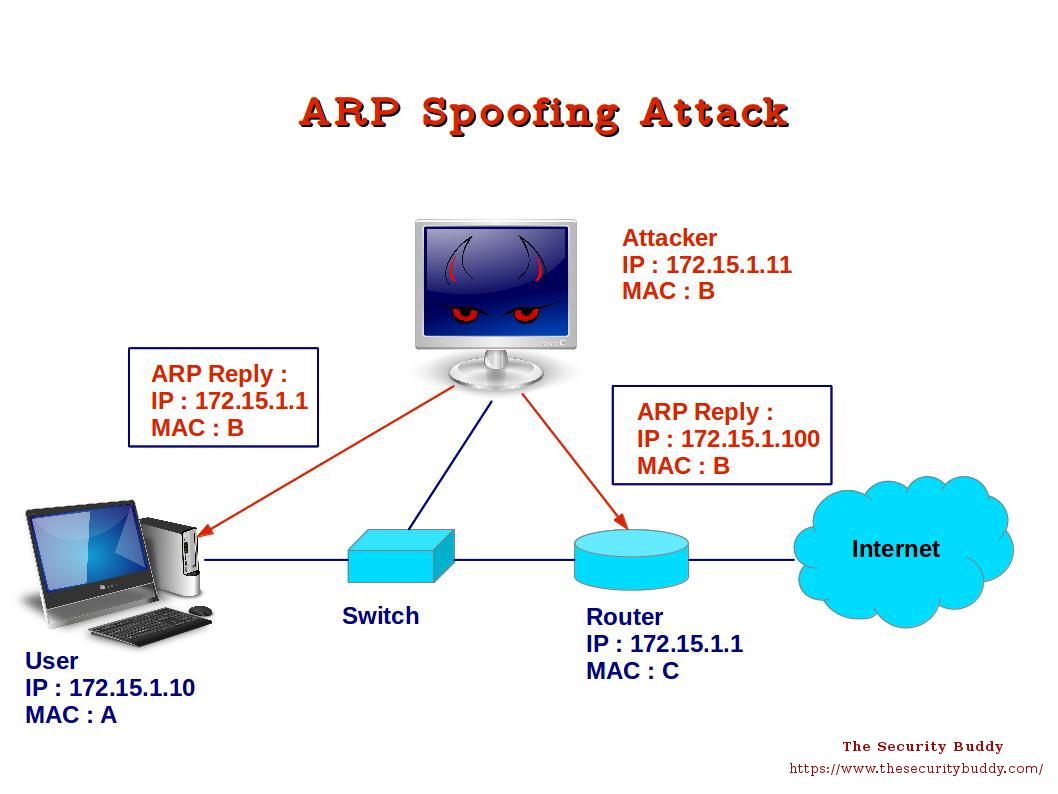 ARP Spoofing Attack
Attacker
IP : 172.15.1.11
MAC : B
ARP Reply :
IP : 172.15.1.1
MAC : B
ARP Reply :
IP : 172.15.1.100
MAC : B
Internet
Switch
Router
IP : 172.15.1.1
MAC : C
User
IP : 172.15.1.10
MAC : A
The Security Buddy
https://www.thesecuritybuddy.com/